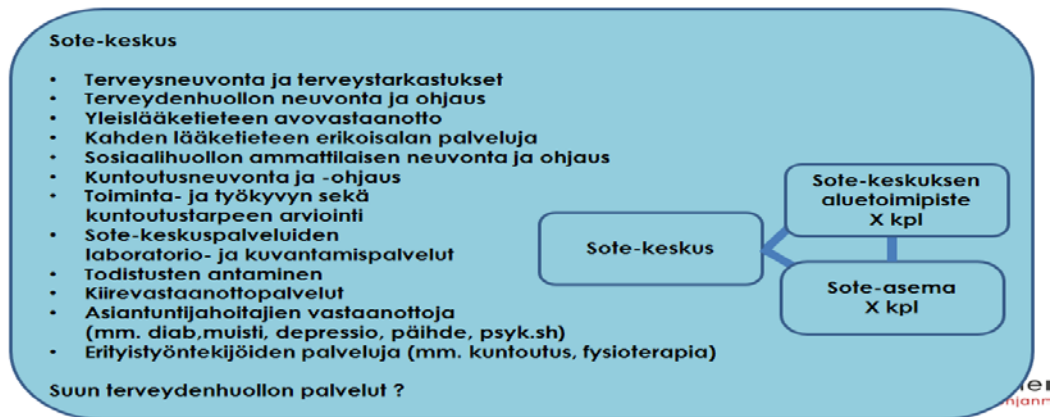 Sote-keskus
• Terveysneuvonta ja terveystarkastukset
• Terveydenhuollon neuvonta ja ohjaus
• Yleislääketieteen avovastaanotto
• Kahden lääketieteen erikoisalan palveluja
• Sosiaalihuollon ammattilaisen neuvonta ja ohjaus
• Kuntoutusneuvonta ja -ohjaus
• Toiminta- ja työkyvyn sekä
kuntoutustarpeen arviointi
• Sote-keskuspalveluiden
laboratorio- ja kuvantamispalvelut
• Todistusten antaminen
• Kiirevastaanottopalvelut
• Asiantuntijahoitajien vastaanottoja
(mm. diab,muisti, depressio, päihde, psyk.sh)
• Erityistyöntekijöiden palveluja (mm. kuntoutus, fysioterapia)
Suun terveydenhuollon palvelut ?
Sote-keskus
Sote-keskuksen
aluetoimipiste
X kpl
Sote-asema
X kpl